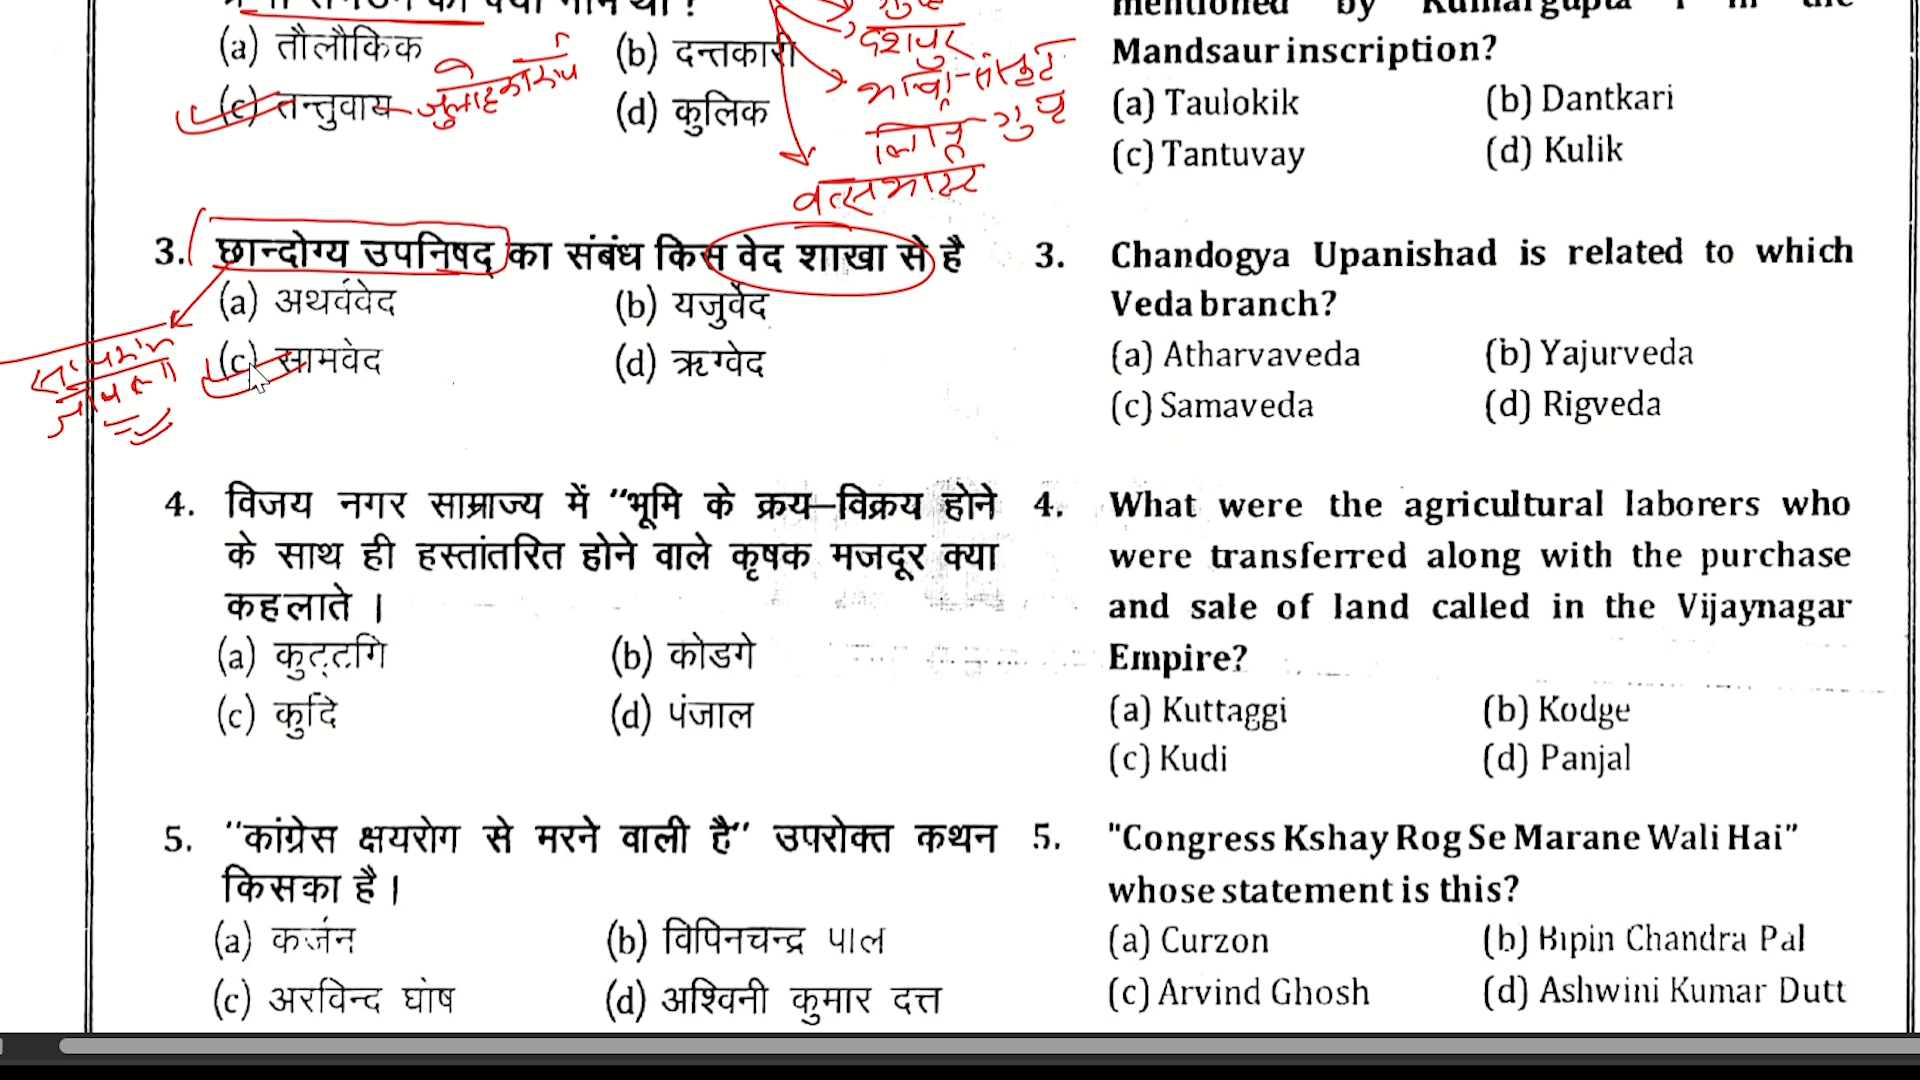 mentioned by Kumargupta I in the
(a) तौलौकिक (b) दन्तकारी
Mandsaur inscription?
(c) तन्तुवाय (d) कुलिक
(a) Taulokik (b) Dantkari
(c) Tantuvay (d) Kulik
दशपुर
3. छान्दोग्य उपनिषद् का संबंध किस वेद शाखा से है
(a) अथर्ववेद (b) यजुर्वेद
(c) सामवेद (d) ऋग्वेद
3. Chandogya Upanishad is related to which
Veda branch?
(a) Atharvaveda (b) Yajurveda
(c) Samaveda (d) Rigveda
4. विजय नगर साम्राज्य में "भूमि के क्रय–विक्रय होने
के साथ ही हस्तांतरित होने वाले कृषक मजदूर क्या
कहलाते ।
(a) कुट्टगि (b) कोडगे
(c) कुदि (d) पंजाल
4. What were the agricultural laborers who
were transferred along with the purchase
and sale of land called in the Vijaynagar
Empire?
(a) Kuttaggi (b) Kodge
(c) Kudi (d) Panjal
5. "कांग्रेस क्षयरोग से मरने वाली है" उपरोक्त कथन
किसका है ।
(a) कर्जन (b) विपिनचन्द्र पाल
(c) अरविन्द घोष (d) अश्विनी कुमार दत्त
5. "Congress Kshay Rog Se Marane Wali Hai"
whose statement is this?
(a) Curzon (b) Bipin Chandra Pal
(c) Arvind Ghosh (d) Ashwini Kumar Dutt